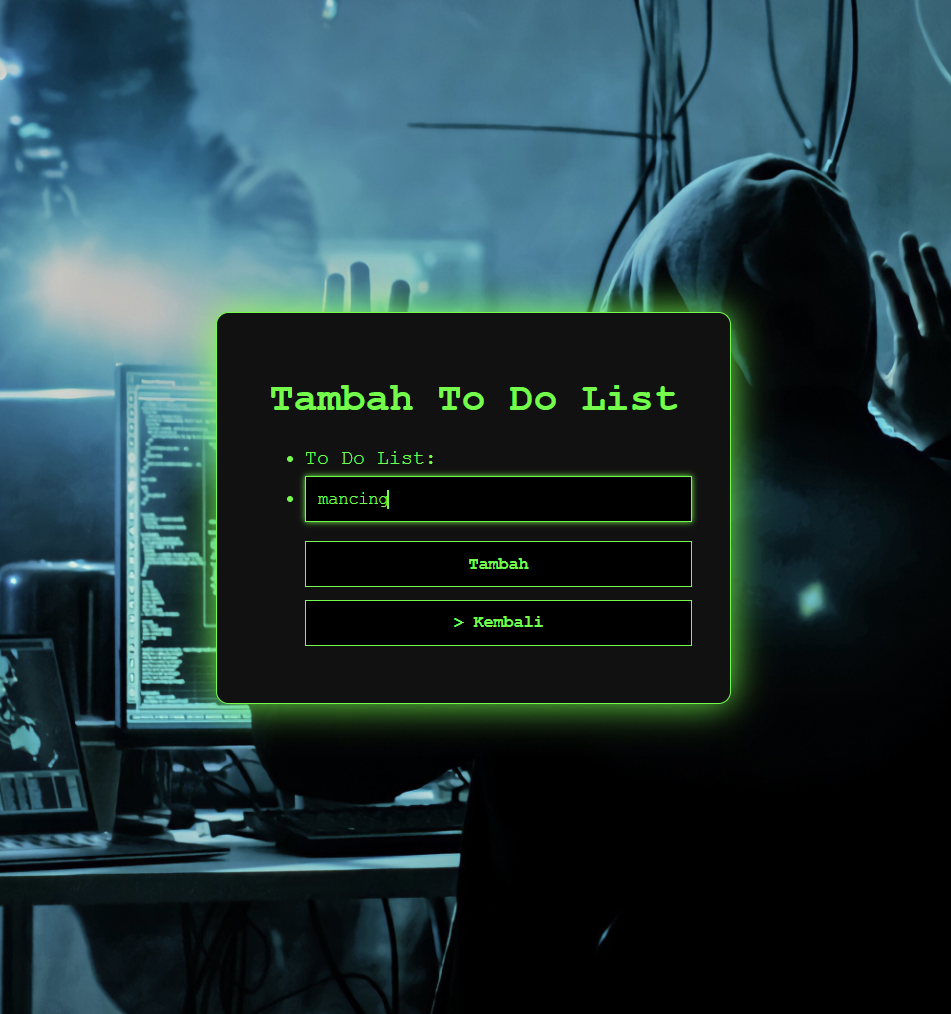 Tambah To Do List
To Do List:
mancing
Tambah
> Kembali